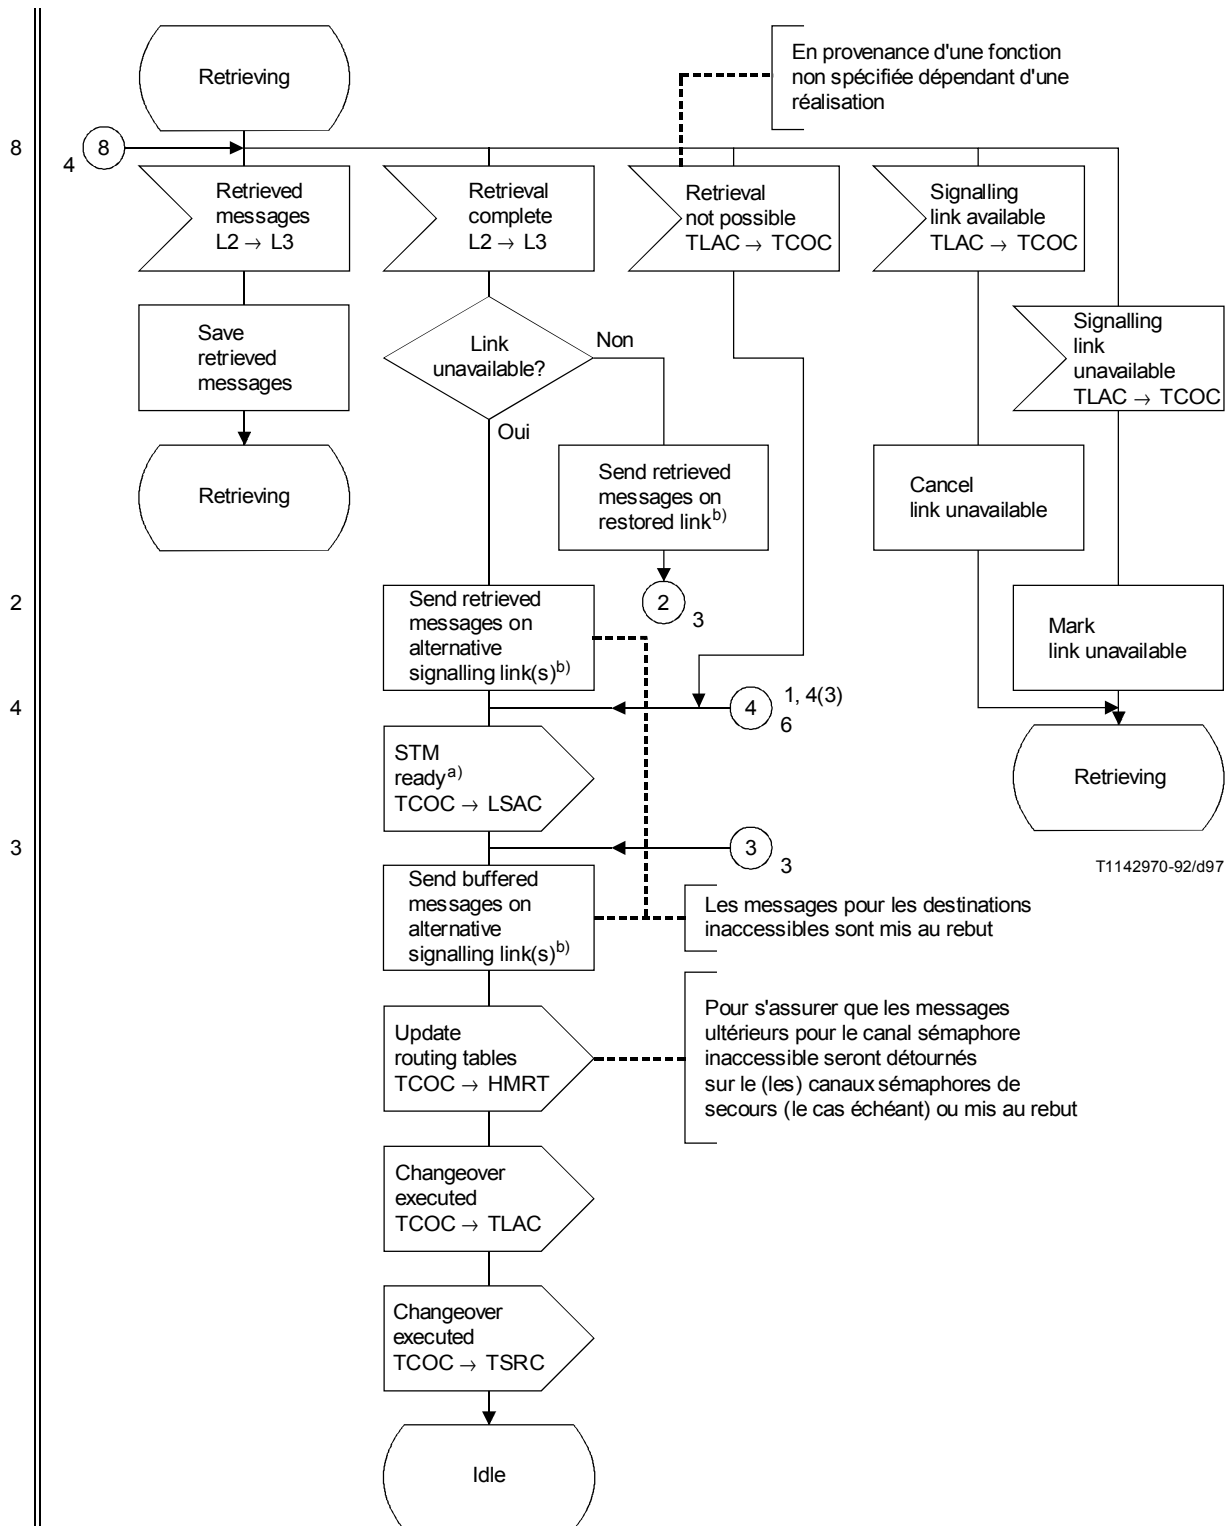 Retrieving
En provenance d'une fonction
non spécifiée dépendant d'une
réalisation
8
4
8
Retrieved
messages
L2 → L3
Retrieval
complete
L2 → L3
Retrieval
not possible
TLAC → TCOC
Signalling
link available
TLAC → TCOC
Save
retrieved
messages
Link
unavailable?
Non
Oui
Signalling
link
unavailable
TLAC → TCOC
Retrieving
Send retrieved
messages on
restored link b)
Cancel
link unavailable
2
Send retrieved
messages on
alternative
signalling link(s) b)
2
3
Mark
link unavailable
4
4
1, 4(3)
6
STM
ready a)
TCOC → LSAC
Retrieving
3
3
3
T1142970-92/d97
Send buffered
messages on
alternative
signalling link(s) b)
Les messages pour les destinations
inaccessibles sont mis au rebut
Update
routing tables
TCOC → HMRT
Pour s'assurer que les messages
ultérieurs pour le canal sémaphore
inaccessible seront détournés
sur le (les) canaux sémaphores de
secours (le cas échéant) ou mis au rebut
Changeover
executed
TCOC → TLAC
Changeover
executed
TCOC → TSRC
Idle